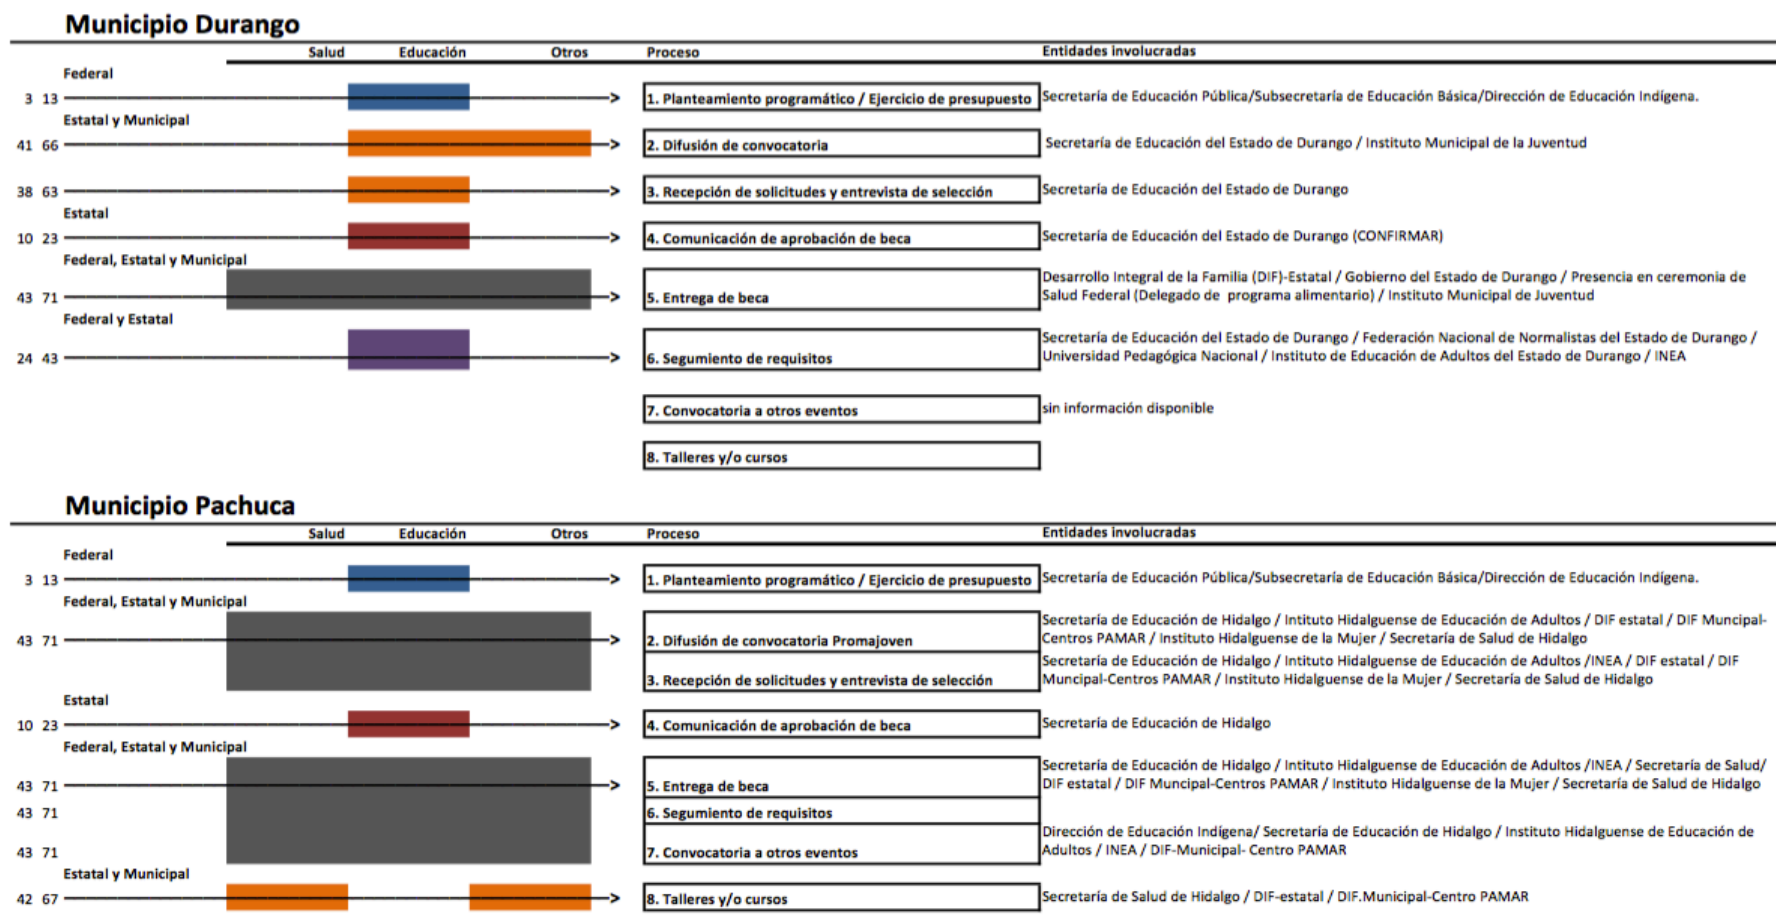 Municipio Durango
Salud Educación Otros Proceso Entidades involucradas
Federal
3 13 > 1. Planteamiento programático / Ejercicio de presupuesto Secretaría de Educación Pública/Subsecretaría de Educación Básica/Dirección de Educación Indígena.
Estatal y Municipal
41 66 > 2. Difusión de convocatoria Secretaría de Educación del Estado de Durango / Instituto Municipal de la Juventud
38 63 > 3. Recepción de solicitudes y entrevista de selección Secretaría de Educación del Estado de Durango
Estatal
10 23 > 4. Comunicación de aprobación de beca Secretaría de Educación del Estado de Durango (CONFIRMAR)
Federal, Estatal y Municipal
Desarrollo Integral de la Familia (DIF)-Estatal / Gobierno del Estado de Durango / Presencia en ceremonia de
43 71 > 5. Entrega de beca Salud Federal (Delegado de programa alimentario) / Instituto Municipal de Juventud
Federal y Estatal
Secretaría de Educación del Estado de Durango / Federación Nacional de Normalistas del Estado de Durango /
24 43 > 6. Segumiento de requisitos Universidad Pedagógica Nacional / Instituto de Educación de Adultos del Estado de Durango / INEA
7. Convocatoria a otros eventos sin información disponible
8. Talleres y/o cursos
Municipio Pachuca
Salud Educación Otros Proceso Entidades involucradas
Federal
3 13 > 1. Planteamiento programático / Ejercicio de presupuesto Secretaría de Educación Pública/Subsecretaría de Educación Básica/Dirección de Educación Indígena.
Federal, Estatal y Municipal
Secretaría de Educación de Hidalgo / Intituto Hidalguense de Educación de Adultos / DIF estatal / DIF Muncipal-
43 71 > 2. Difusión de convocatoria Promajoven Centros PAMAR / Instituto Hidalguense de la Mujer / Secretaría de Salud de Hidalgo
Secretaría de Educación de Hidalgo / Intituto Hidalguense de Educación de Adultos /INEA / DIF estatal / DIF
3. Recepción de solicitudes y entrevista de selección Muncipal-Centros PAMAR / Instituto Hidalguense de la Mujer / Secretaría de Salud de Hidalgo
Estatal
10 23 > 4. Comunicación de aprobación de beca Secretaría de Educación de Hidalgo
Federal, Estatal y Municipal
Secretaría de Educación de Hidalgo / Intituto Hidalguense de Educación de Adultos /INEA / Secretaría de Salud/
43 71 > 5. Entrega de beca DIF estatal / DIF Muncipal-Centros PAMAR / Instituto Hidalguense de la Mujer / Secretaría de Salud de Hidalgo
43 71 6. Segumiento de requisitos
Dirección de Educación Indígena/ Secretaría de Educación de Hidalgo / Instituto Hidalguense de Educación de
43 71 7. Convocatoria a otros eventos Adultos / INEA / DIF-Municipal- Centro PAMAR
Estatal y Municipal
42 67 > 8. Talleres y/o cursos Secretaría de Salud de Hidalgo / DIF-estatal / DIF.Municipal-Centro PAMAR